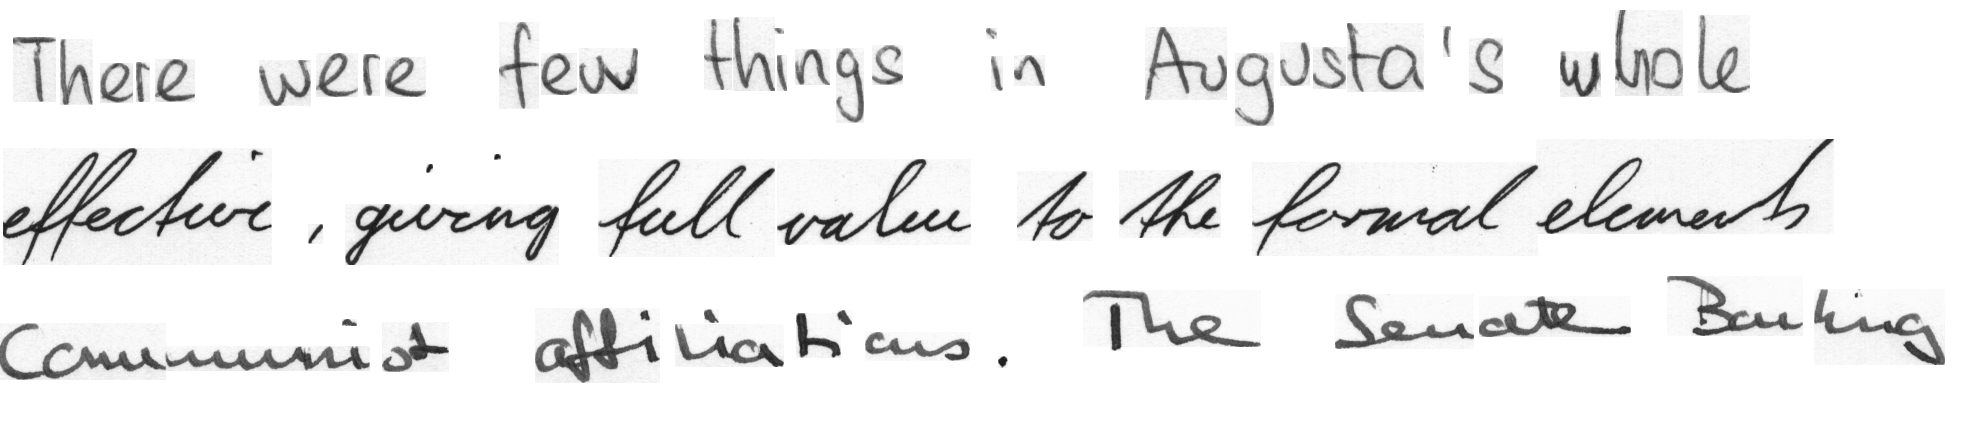 There were few things in Augusta's whole
effective, giving full value to the formal elements
Communist affiliations. The Senate Banking